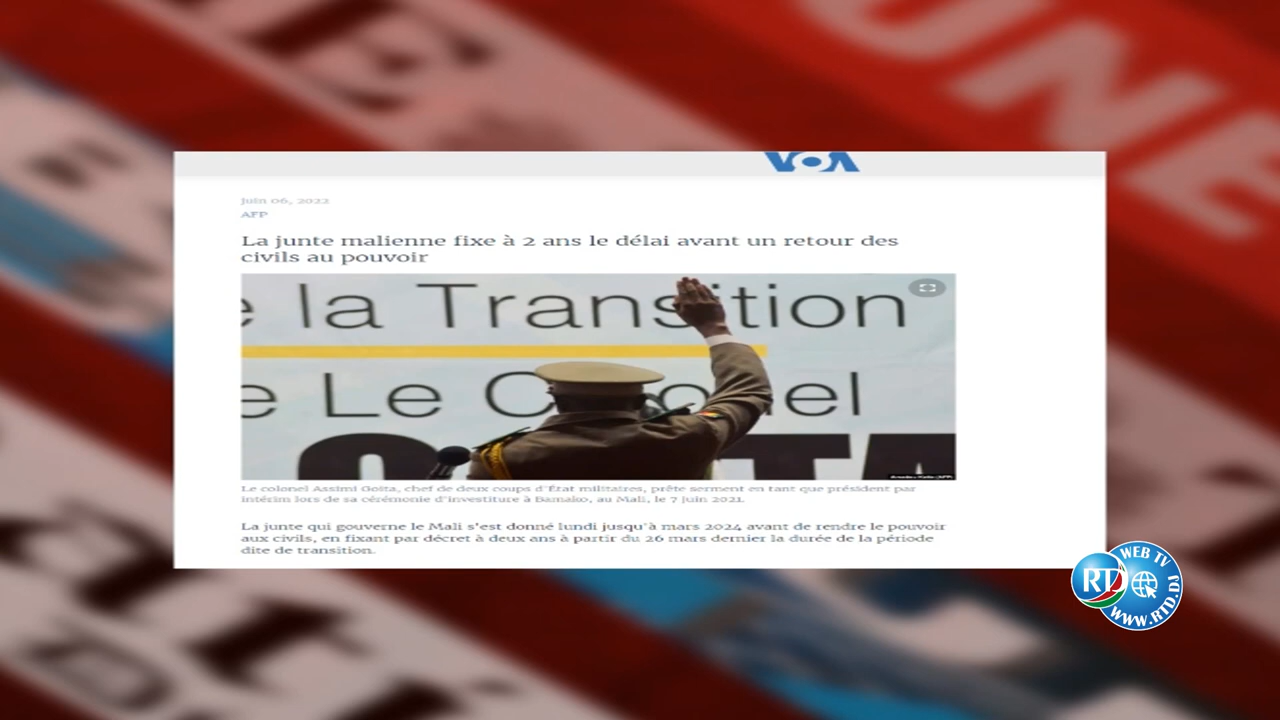 UNE
VOA
Juin 06, 2022
AFP
La junte malienne fixe à 2 ans le délai avant un retour des
civils au pouvoir
e la Transition
e Le Colonel
Le colonel Assimi Goïta, chef de deux coups d'État militaires, prête serment en tant que président par
intérim lors de sa cérémonie d'investiture à Bamako, au Mali, le 7 juin 2021.
La junte qui gouverne le Mali s'est donné lundi jusqu'à mars 2024 avant de rendre le pouvoir
aux civils, en fixant par décret à deux ans à partir du 26 mars dernier la durée de la période
dite de transition.
RTD
WEB TV
WWW.RTD.DJ